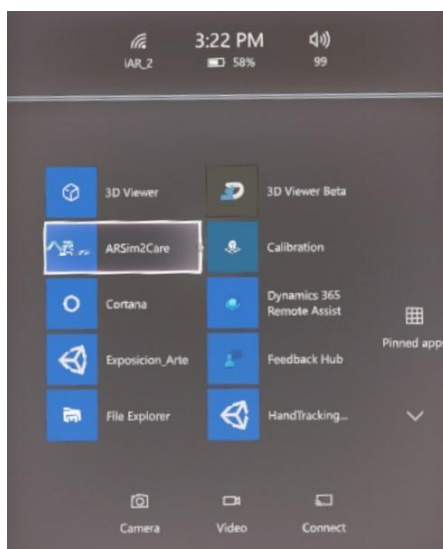 3:22 PM
iAR_2
58%
99
3D Viewer
3D Viewer Beta
ARSim2Care
Calibration
Cortana
Dynamics 365
Remote Assist
Pinned app
Exposicion_Arte
Feedback Hub
File Explorer
HandTracking...
Camera
Video
Connect